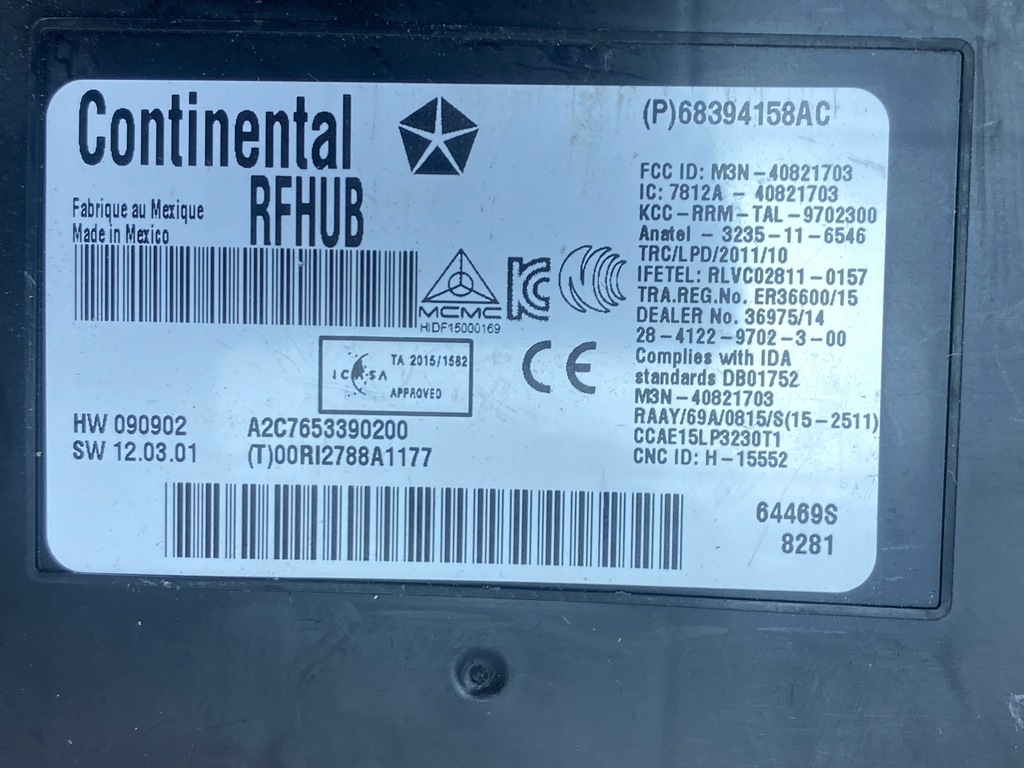 Continental
RFHUB
Fabrique au Mexique
Made in Mexico
MCMC
HIDF15000169
ICASA
TA 2015/1582
APPROVED
CE
HW 090902
SW 12.03.01
A2C7653390200
(T)00RI2788A1177
(P)68394158AC
FCC ID: M3N-40821703
IC: 7812A - 40821703
KCC-RRM-TAL-9702300
Anatel - 3235-11-6546
TRC/LPD/2011/10
IFETEL: RLVC02811-0157
TRA.REG.No. ER36600/15
DEALER No. 36975/14
28-4122-9702-3-00
Complies with IDA
standards DB01752
M3N-40821703
RAAY/69A/0815/S(15-2511)
CCAE15LP3230T1
CNC ID: H-15552
64469S
8281